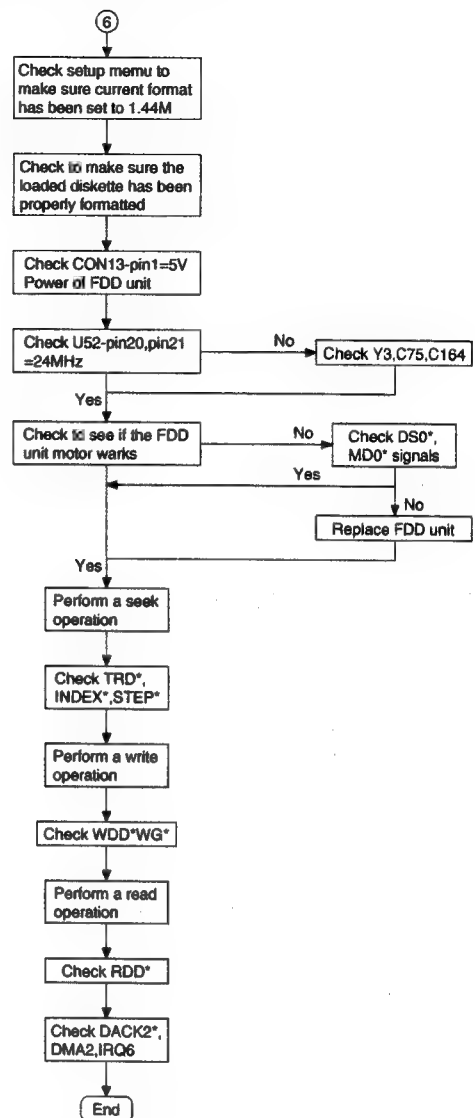 6
Check setup memu to
make sure current format
has been set to 1.44M
Check to make sure the
loaded diskette has been
properly formatted
Check CON13-pin1=5V
Power of FDD unit
Check U52-pin20,pin21
=24MHz
No
Check Y3,C75,C164
Yes
Check to see if the FDD
unit motor warks
No
Check DS0*,
MD0* signals
Yes
No
Replace FDD unit
Yes
Perform a seek
operation
Check TRD*,
INDEX*,STEP*
Perform a write
operation
Check WDD*WG*
Perform a read
operation
Check RDD*
Check DACK2*,
DMA2,IRQ6
End